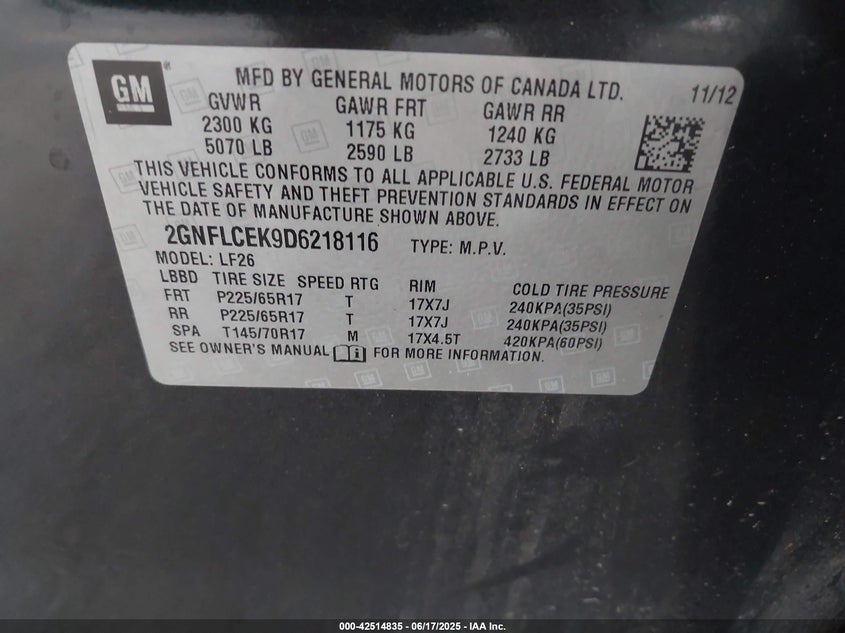 GM
MFD BY GENERAL MOTORS OF CANADA LTD. 11/12
GVWR GAWR FRT GAWR RR
2300 KG 1175 KG 1240 KG
5070 LB 2590 LB 2733 LB
THIS VEHICLE CONFORMS TO ALL APPLICABLE U.S. FEDERAL MOTOR
VEHICLE SAFETY AND THEFT PREVENTION STANDARDS IN EFFECT ON
THE DATE OF MANUFACTURE SHOWN ABOVE.
2GNFLCEK9D6218116 TYPE: M.P.V.
MODEL: LF26
LBBD TIRE SIZE SPEED RTG RIM COLD TIRE PRESSURE
FRT P225/65R17 T 17X7J 240KPA(35PSI)
RR P225/65R17 T 17X7J 240KPA(35PSI)
SPA T145/70R17 M 17X4.5T 420KPA(60PSI)
SEE OWNER'S MANUAL i FOR MORE INFORMATION.
000-42514835 - 06/17/2025 - IAA Inc.